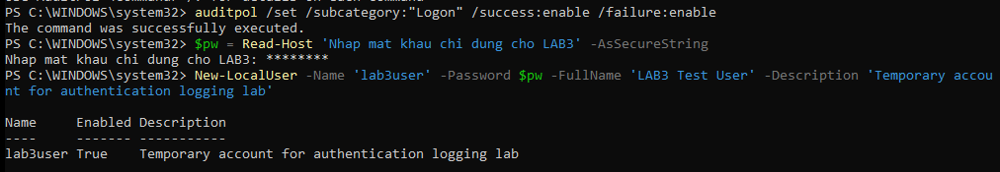 PS C:\WINDOWS\system32> auditpol /set /subcategory:"Logon" /success:enable /failure:enable
The command was successfully executed.
PS C:\WINDOWS\system32> $pw = Read-Host 'Nhap mat khau chi dung cho LAB3' -AsSecureString
Nhap mat khau chi dung cho LAB3: ********
PS C:\WINDOWS\system32> New-LocalUser -Name 'lab3user' -Password $pw -FullName 'LAB3 Test User' -Description 'Temporary accou
nt for authentication logging lab'
Name     Enabled Description
----     ------- -----------
lab3user True    Temporary account for authentication logging lab